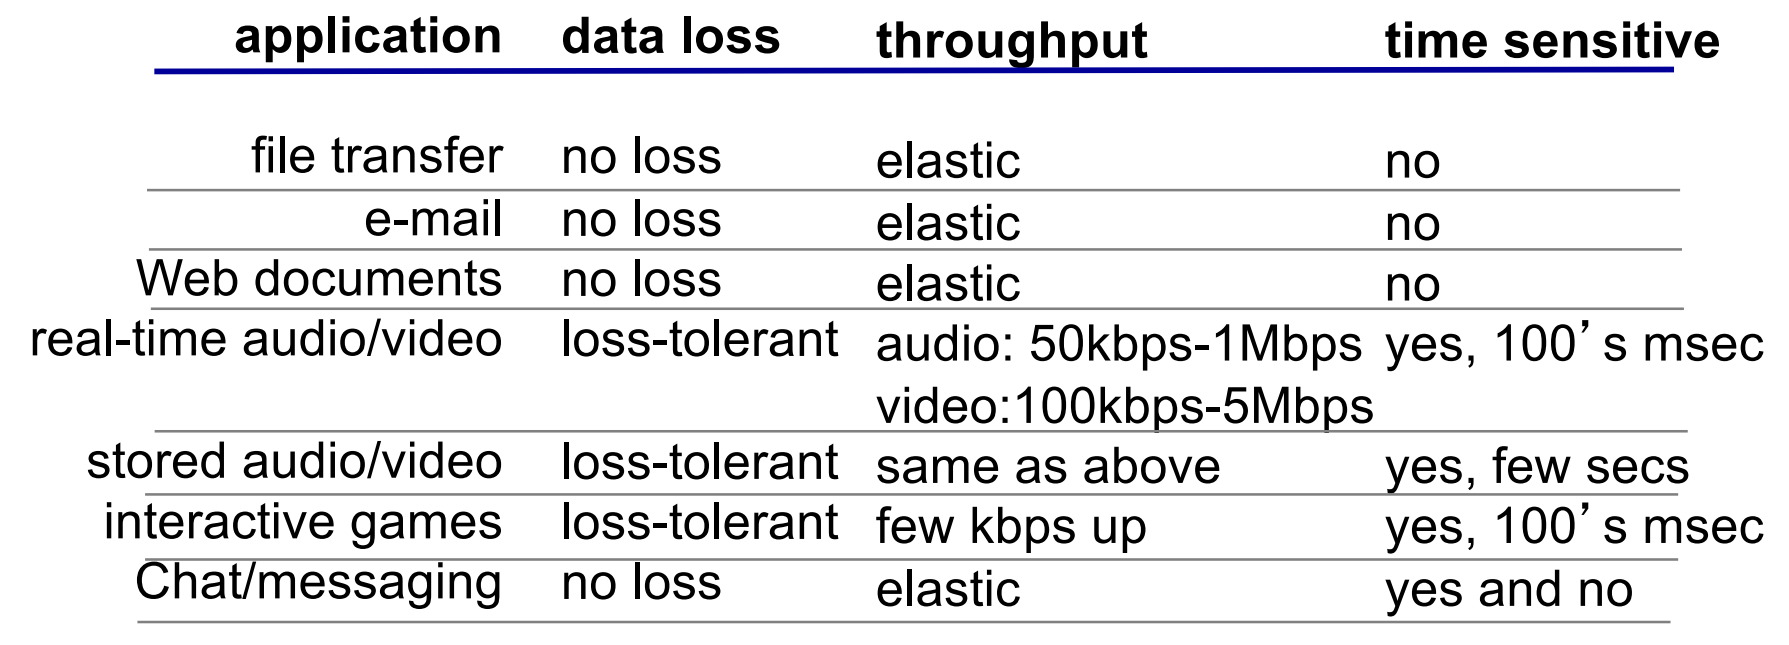 application data loss throughput time sensitive
file transfer no loss elastic no
e-mail no loss elastic no
Web documents no loss elastic no
real-time audio/video loss-tolerant audio: 50kbps-1Mbps yes, 100’s msec
video:100kbps-5Mbps
stored audio/video loss-tolerant same as above yes, few secs
interactive games loss-tolerant few kbps up yes, 100’s msec
Chat/messaging no loss elastic yes and no